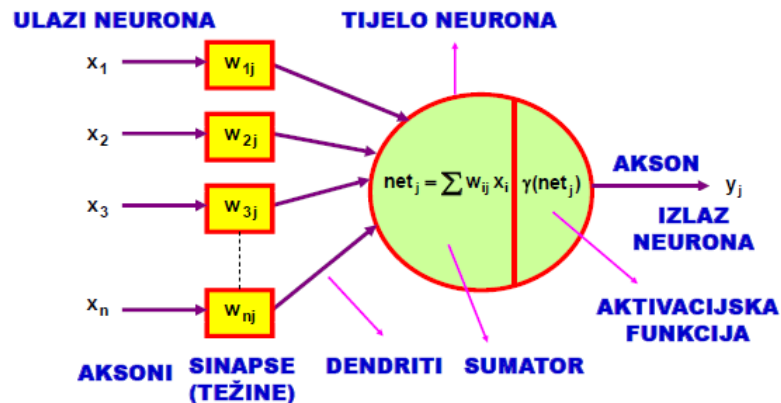 ULAZI NEURONA
TIJELO NEURONA
x₁
w₁ⱼ
x₂
w₂ⱼ
x₃
w₃ⱼ
xₙ
wₙⱼ
netⱼ = ∑ wᵢⱼ xᵢ
γ(netⱼ)
AKSON
yⱼ
IZLAZ
NEURONA
AKTIVACIJSKA
FUNKCIJA
AKSONI
SINAPSE
(TEŽINE)
DENDRITI
SUMATOR